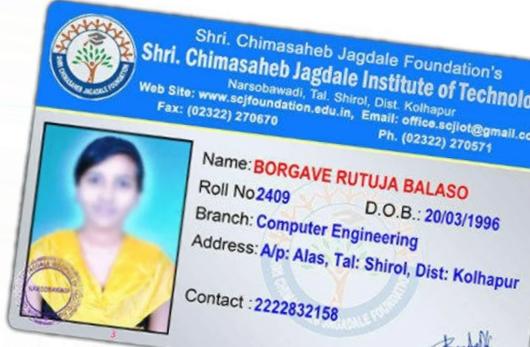 Shri. Chimasaheb Jagdale Foundation's
Shri. Chimasaheb Jagdale Institute of Technolo
Narsobawadi, Tal. Shirol, Dist. Kolhapur
Web Site: www.scjfoundation.edu.in, Email: office.scjiot@gmail.co
Fax: (02322) 270670 Ph. (02322) 270571
Name: BORGAVE RUTUJA BALASO
Roll No 2409 D.O.B.: 20/03/1996
Branch: Computer Engineering
Address: A/p: Alas, Tal: Shirol, Dist: Kolhapur
Contact : 2222832158
3